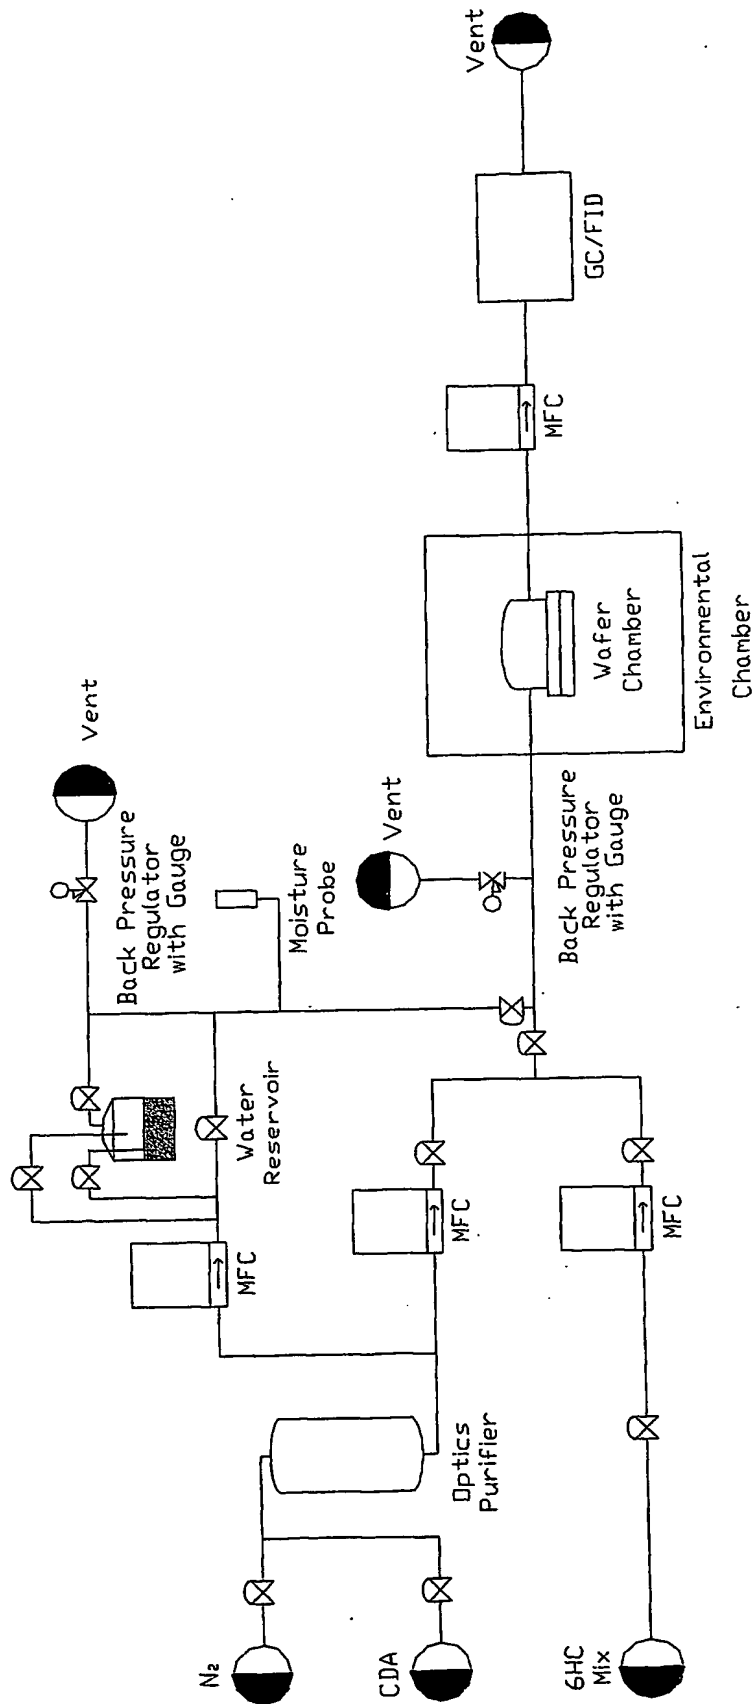 N2
CDA
6HC
Mix
Optics
Purifier
MFC
Water
Reservoir
MFC
MFC
Back Pressure
Regulator
with Gauge
Vent
Moisture
Probe
Vent
Back Pressure
Regulator
with Gauge
Wafer
Chamber
Environmental
Chamber
MFC
GC/FID
Vent